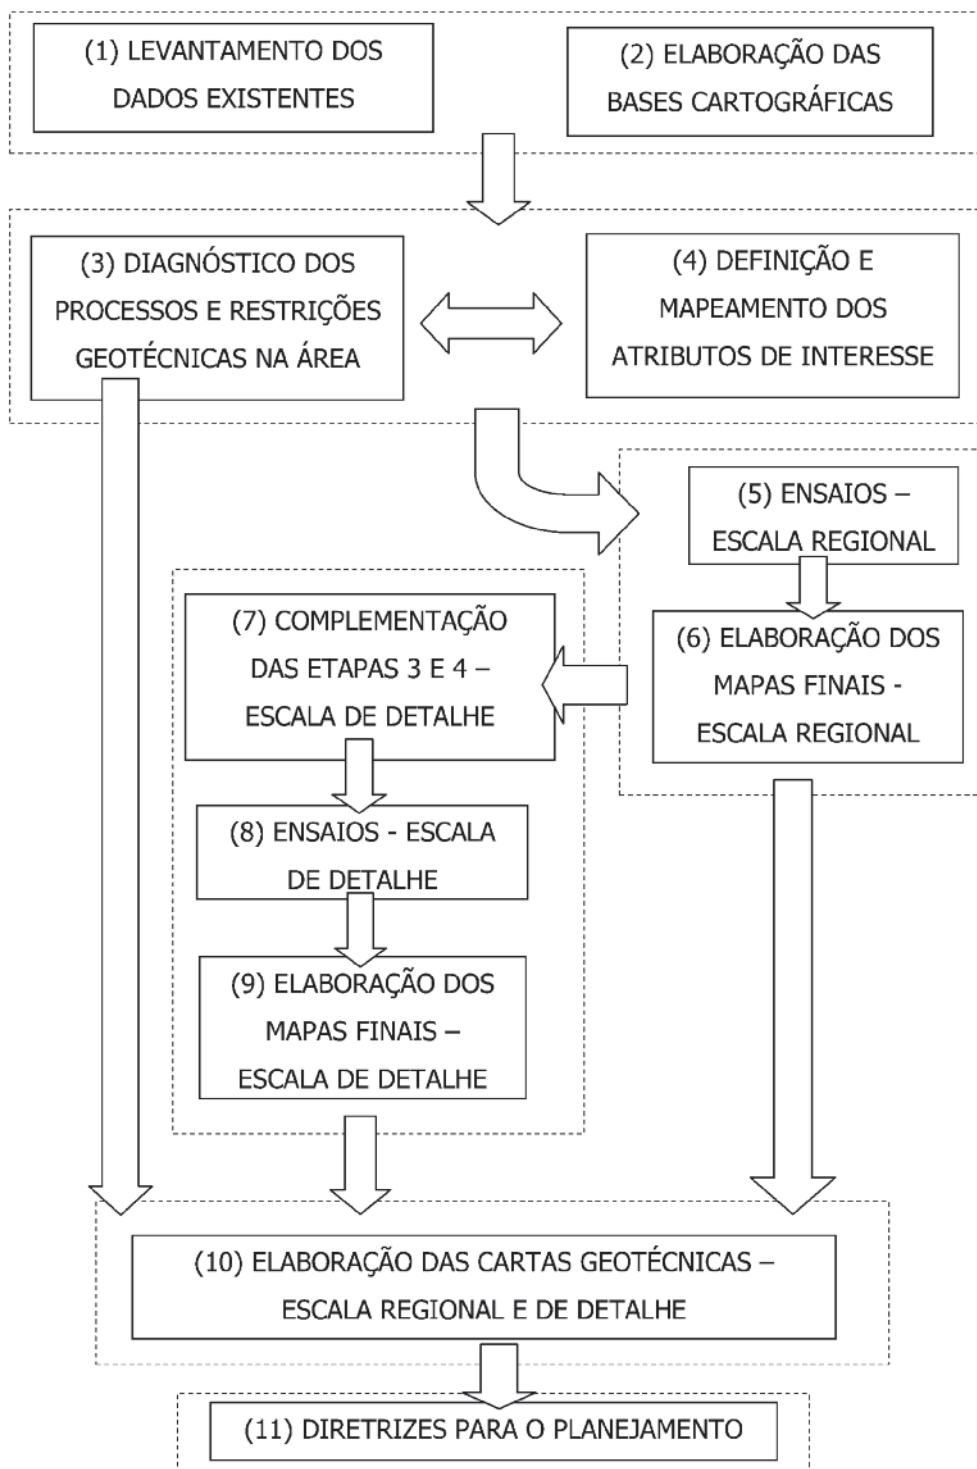 (1) LEVANTAMENTO DOS
DADOS EXISTENTES
(2) ELABORAÇÃO DAS
BASES CARTOGRÁFICAS
(3) DIAGNÓSTICO DOS
PROCESSOS E RESTRIÇÕES
GEOTÉCNICAS NA ÁREA
(4) DEFINIÇÃO E
MAPEAMENTO DOS
ATRIBUTOS DE INTERESSE
(5) ENSAIOS –
ESCALA REGIONAL
(6) ELABORAÇÃO DOS
MAPAS FINAIS -
ESCALA REGIONAL
(7) COMPLEMENTAÇÃO
DAS ETAPAS 3 E 4 –
ESCALA DE DETALHE
(8) ENSAIOS - ESCALA
DE DETALHE
(9) ELABORAÇÃO DOS
MAPAS FINAIS –
ESCALA DE DETALHE
(10) ELABORAÇÃO DAS CARTAS GEOTÉCNICAS –
ESCALA REGIONAL E DE DETALHE
(11) DIRETRIZES PARA O PLANEJAMENTO